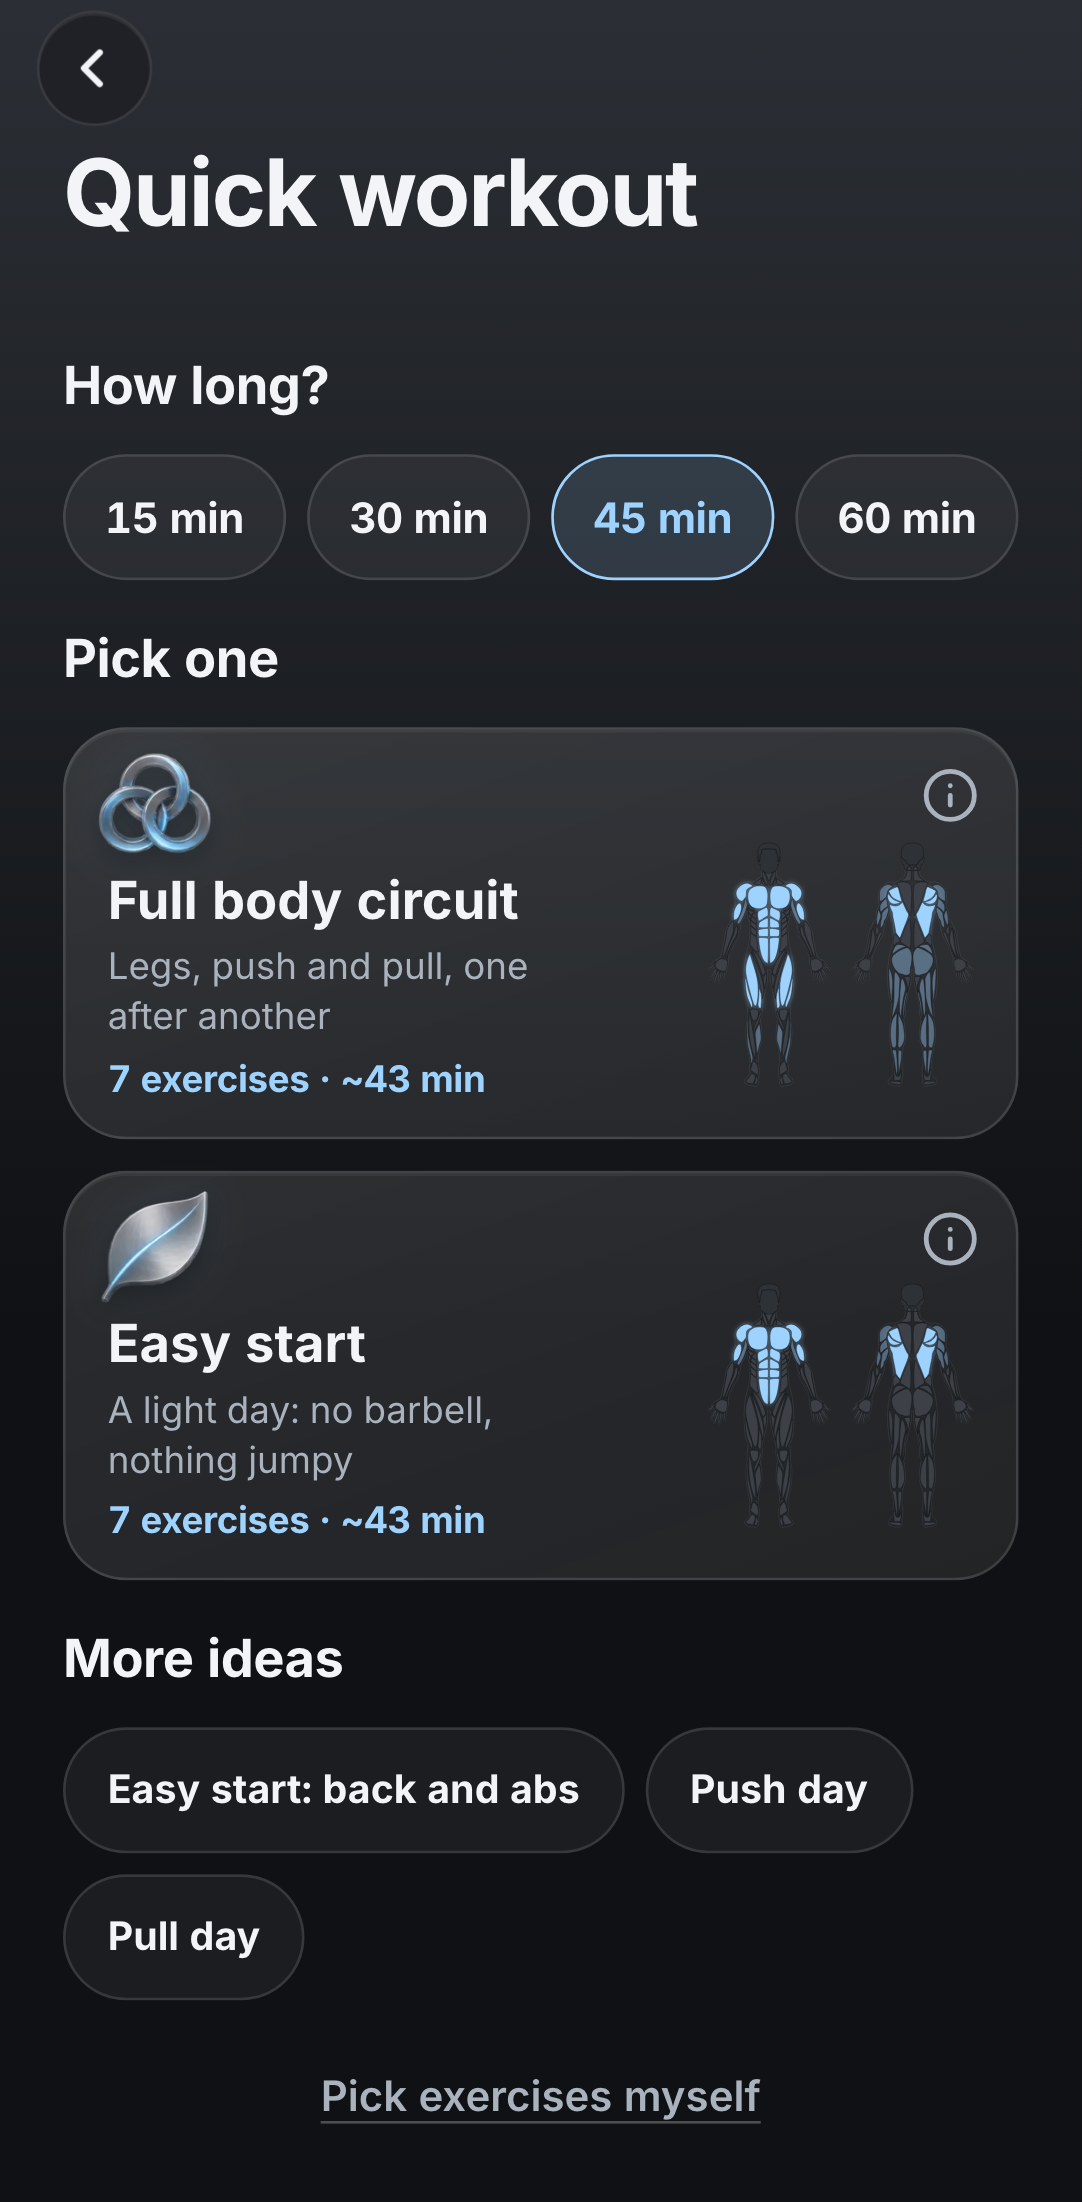 Quick workout
How long?
15 min
30 min
45 min
60 min
Pick one
Full body circuit
Legs, push and pull, one
after another
7 exercises · ~43 min
Easy start
A light day: no barbell,
nothing jumpy
7 exercises · ~43 min
More ideas
Easy start: back and abs
Push day
Pull day
Pick exercises myself